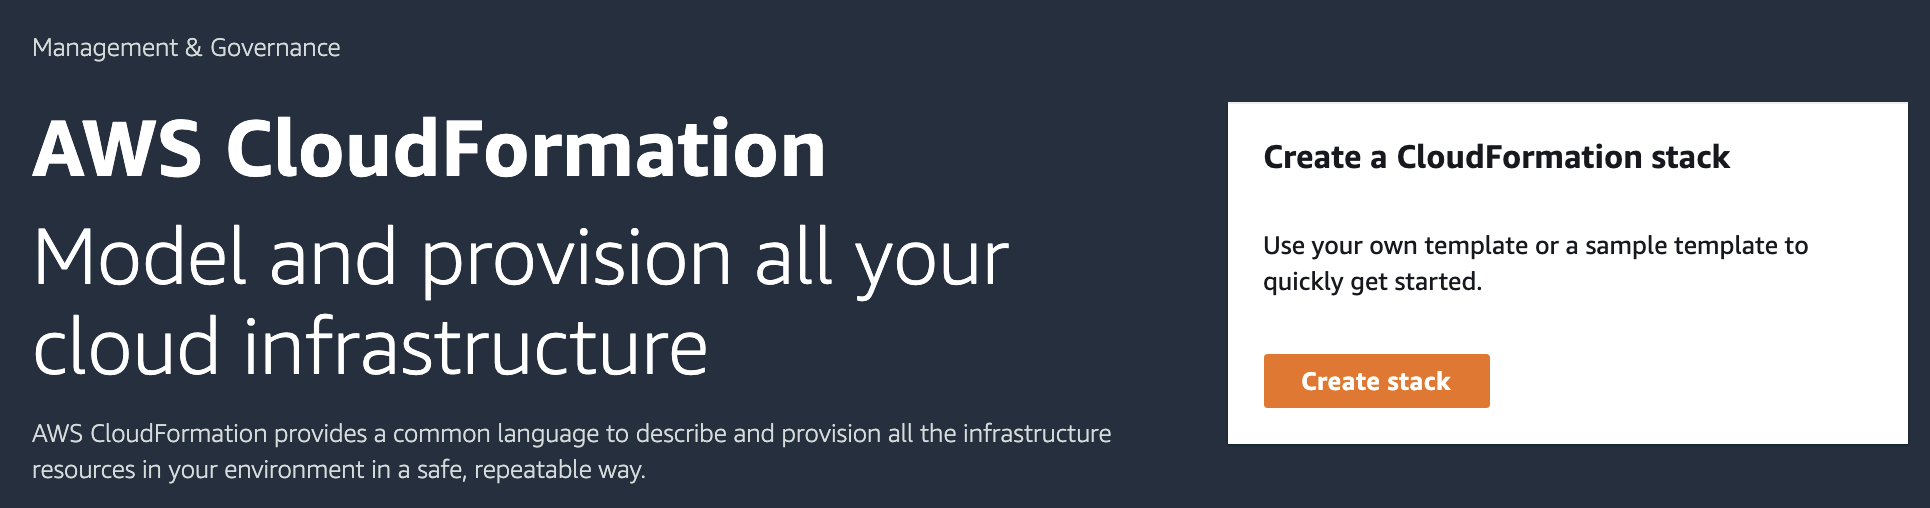 Management & Governance
AWS CloudFormation
Model and provision all your
cloud infrastructure
AWS CloudFormation provides a common language to describe and provision all the infrastructure
resources in your environment in a safe, repeatable way.
Create a CloudFormation stack
Use your own template or a sample template to
quickly get started.
Create stack